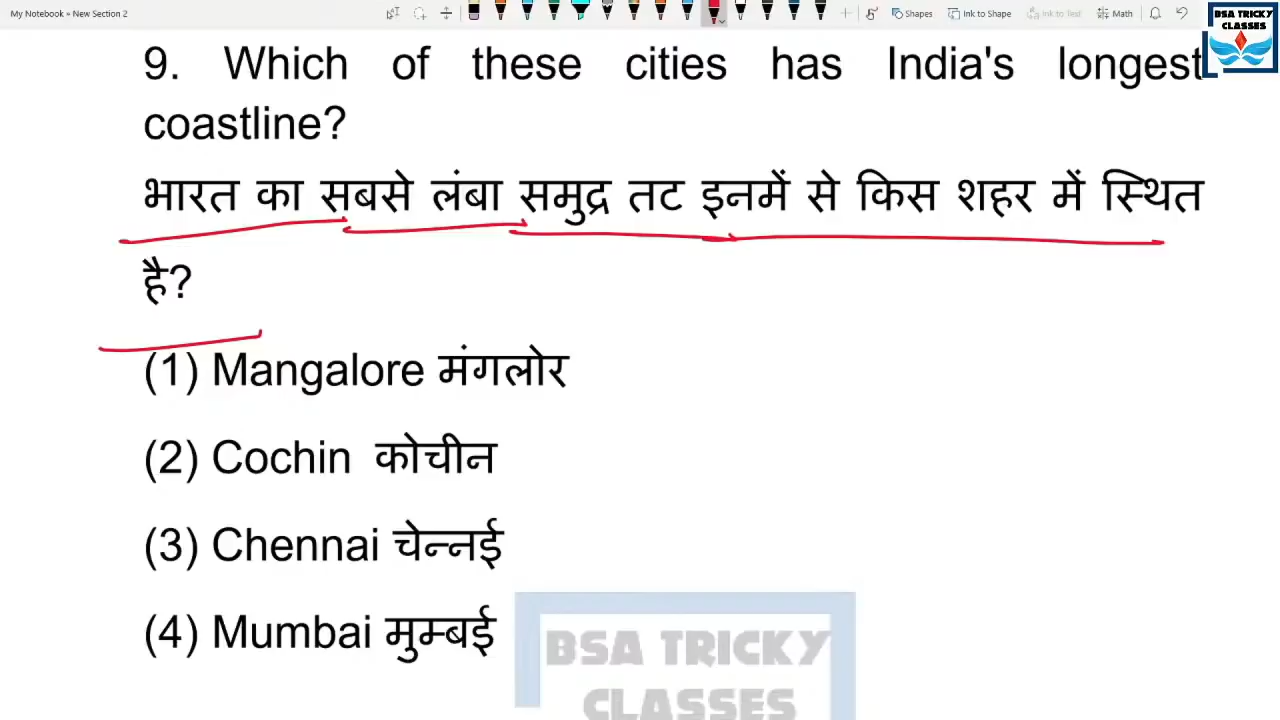 My Notebook » New Section 2
Shapes Ink to Shape Ink to Text Math
BSA TRICKY
CLASSES
9. Which of these cities has India's longest
coastline?
भारत का सबसे लंबा समुद्र तट इनमें से किस शहर में स्थित
है?
(1) Mangalore मंगलोर
(2) Cochin कोचीन
(3) Chennai चेन्नई
(4) Mumbai मुम्बई
BSA TRICKY
CLASSES